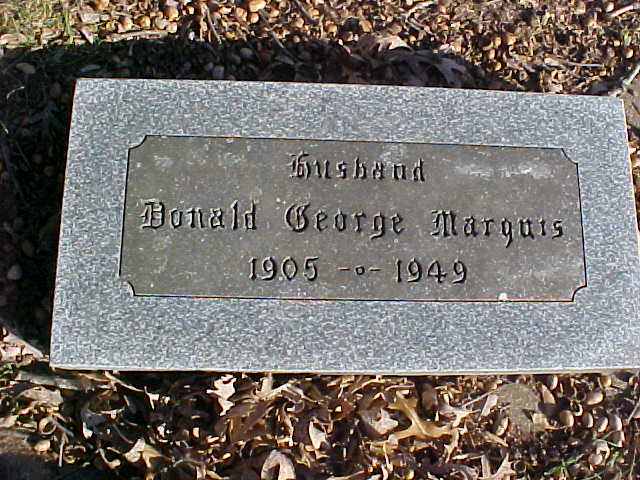 Husband
Donald George Marquis
1905 -o- 1949